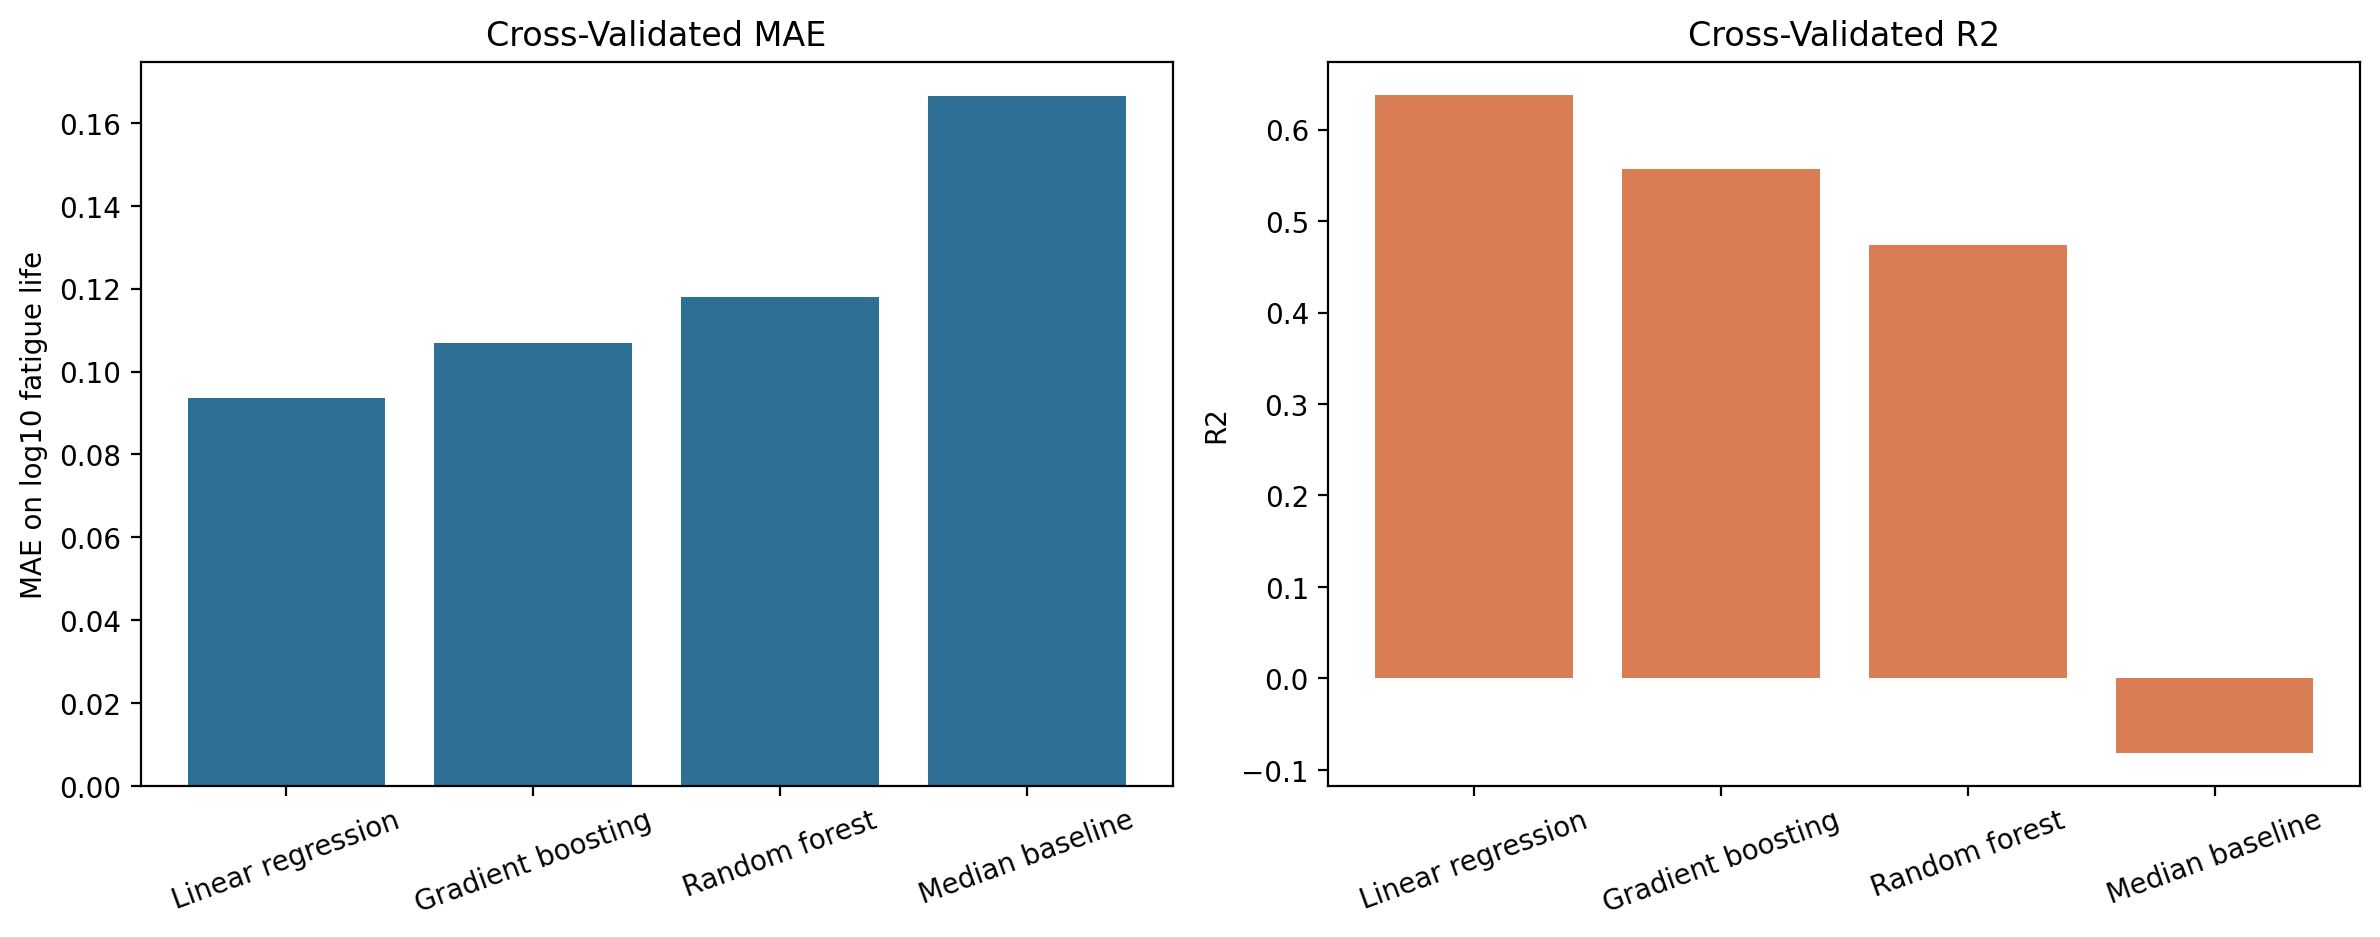 Cross-Validated MAE
MAE on log10 fatigue life
0.16
0.14
0.12
0.10
0.08
0.06
0.04
0.02
0.00
Linear regression
Gradient boosting
Random forest
Median baseline
Cross-Validated R2
R2
0.6
0.5
0.4
0.3
0.2
0.1
0.0
−0.1
Linear regression
Gradient boosting
Random forest
Median baseline